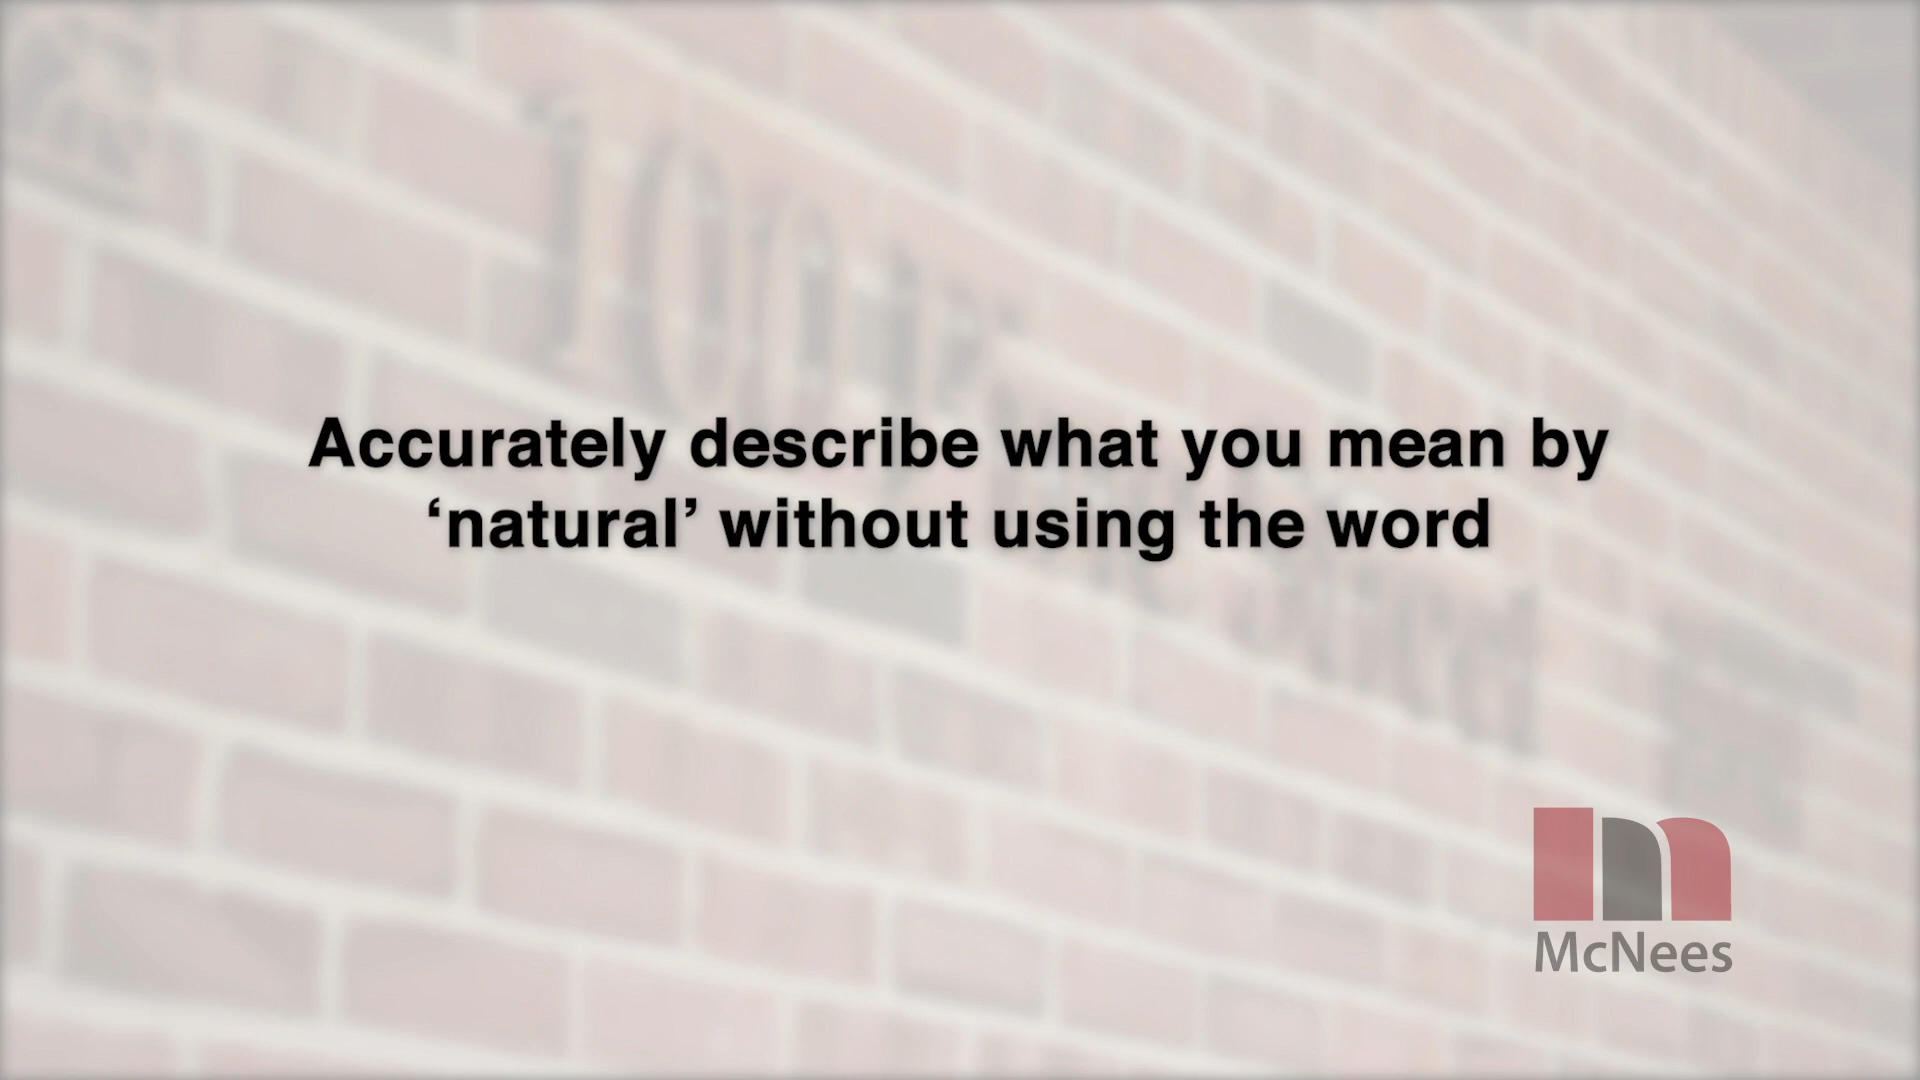 Accurately describe what you mean by
‘natural’ without using the word
McNees